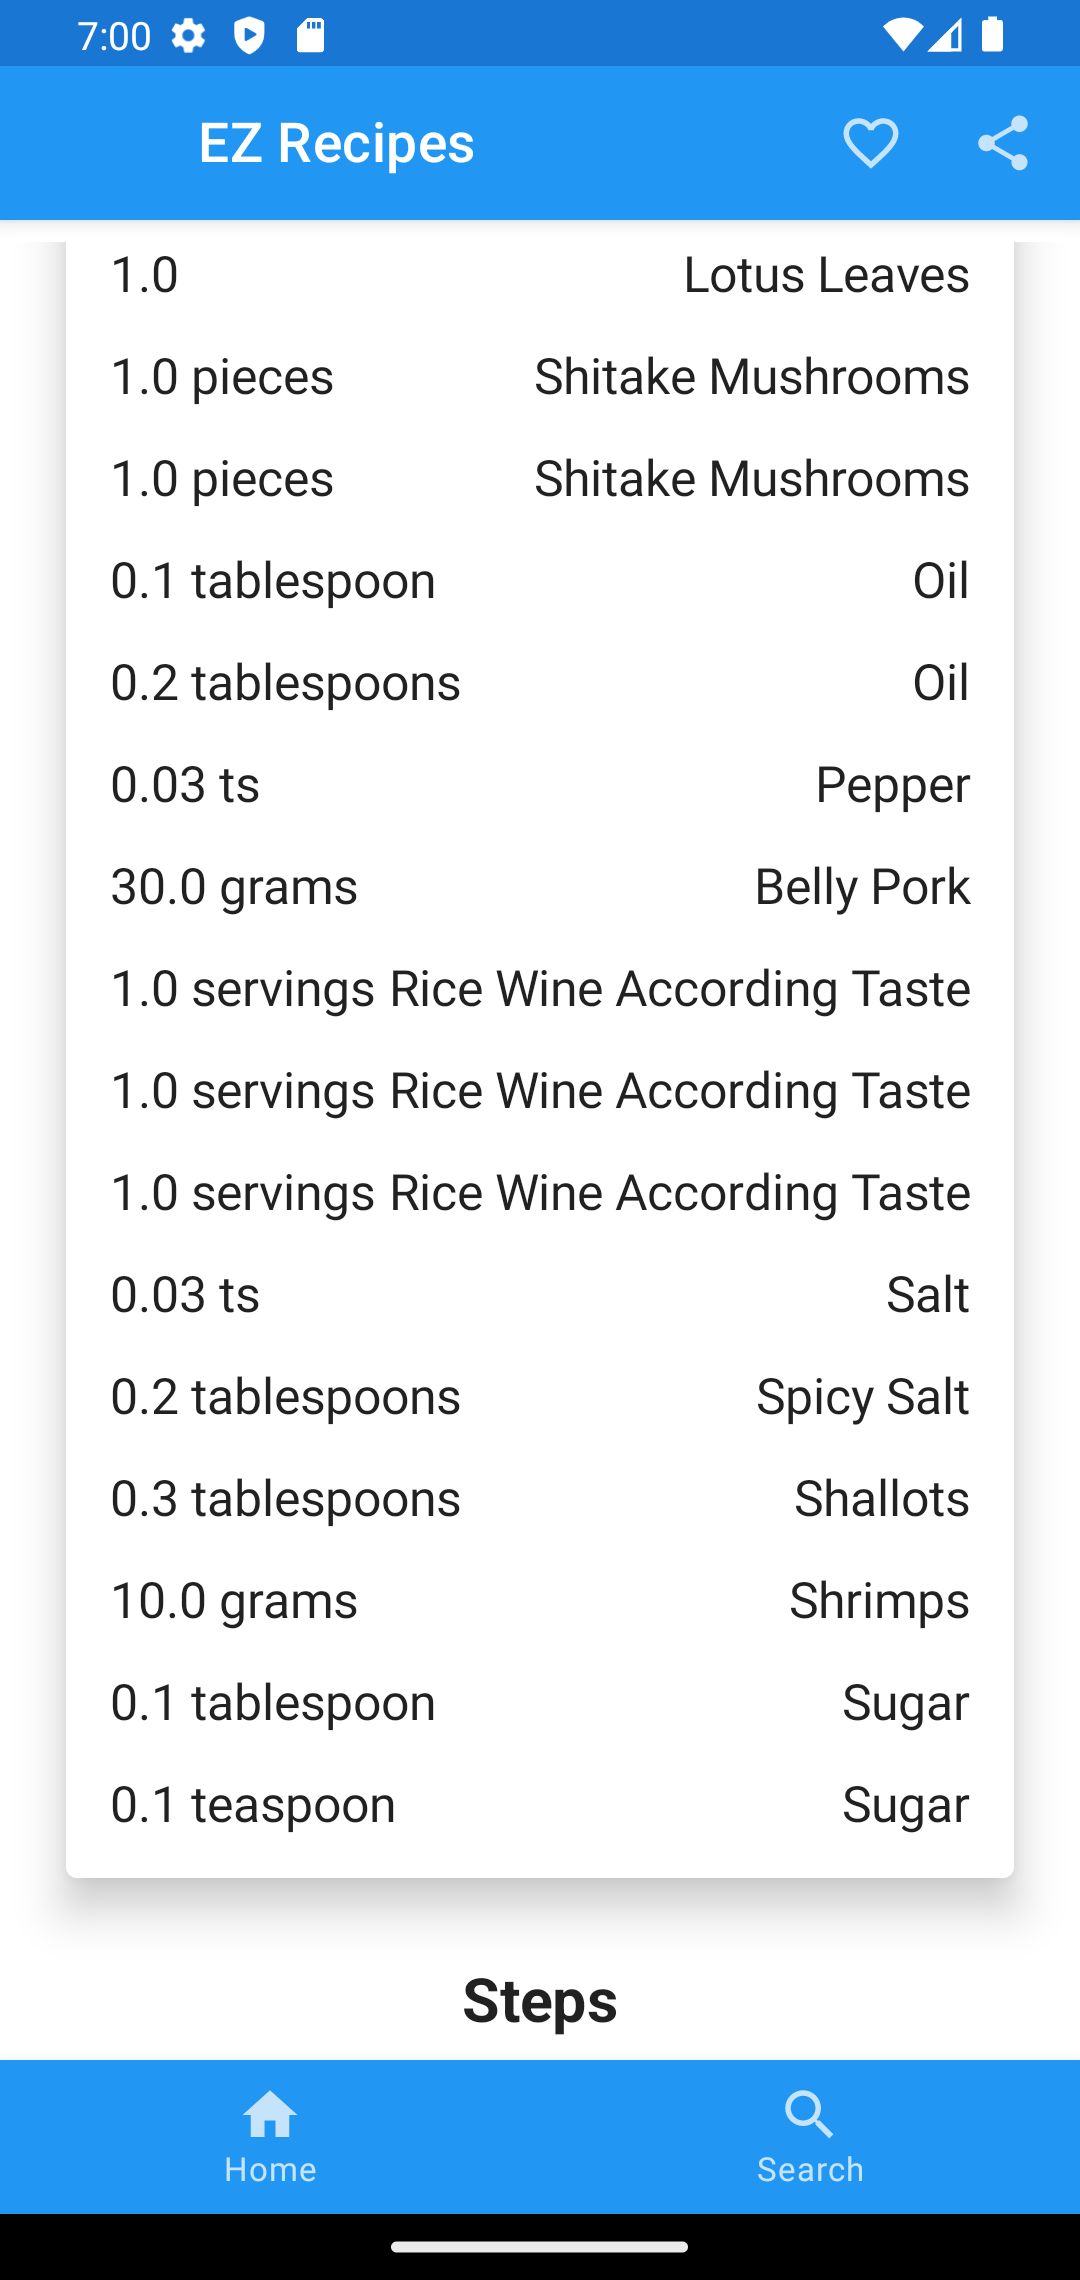 7:00
EZ Recipes
1.0 Lotus Leaves
1.0 pieces Shitake Mushrooms
1.0 pieces Shitake Mushrooms
0.1 tablespoon Oil
0.2 tablespoons Oil
0.03 ts Pepper
30.0 grams Belly Pork
1.0 servings Rice Wine According Taste
1.0 servings Rice Wine According Taste
1.0 servings Rice Wine According Taste
0.03 ts Salt
0.2 tablespoons Spicy Salt
0.3 tablespoons Shallots
10.0 grams Shrimps
0.1 tablespoon Sugar
0.1 teaspoon Sugar
Steps
Home Search